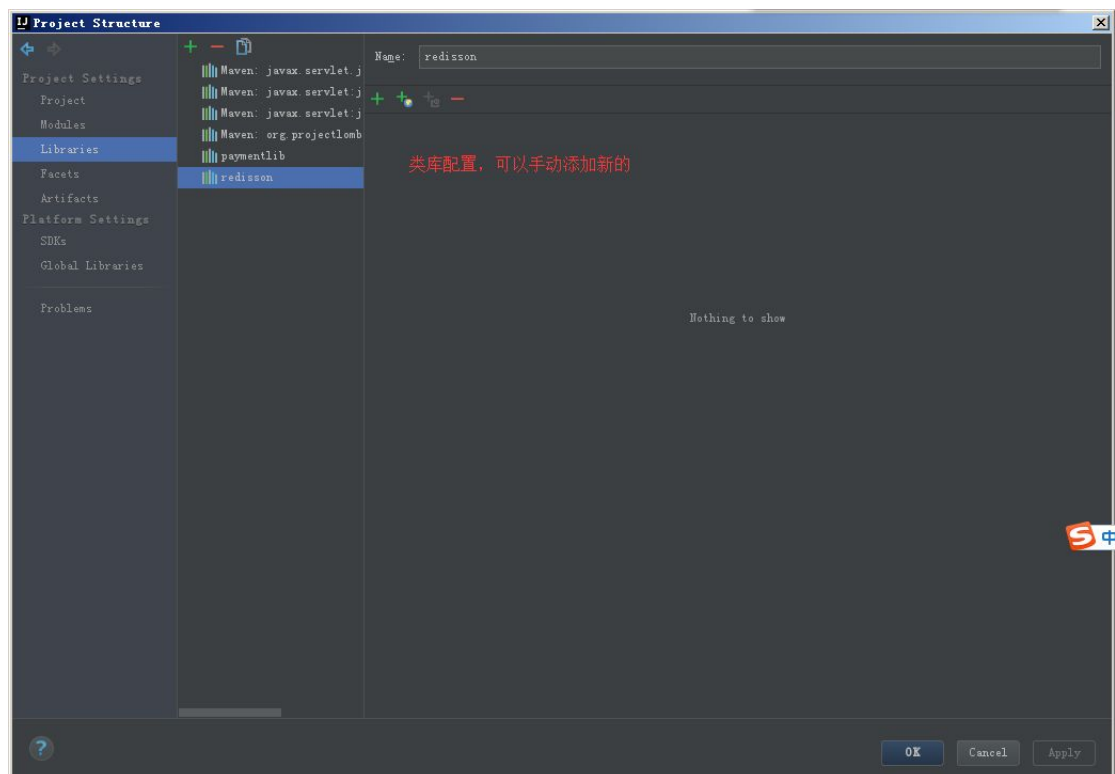 Project Structure
Project Settings
Project
Modules
Libraries
Facets
Artifacts
Platform Settings
SDKs
Global Libraries
Problems
Maven: javax.servlet.j
Maven: javax.servlet:j
Maven: javax.servlet:j
Maven: org.projectlomb
paymentlib
redisson
Name: redisson
类库配置，可以手动添加新的
Nothing to show
中
? OK Cancel Apply